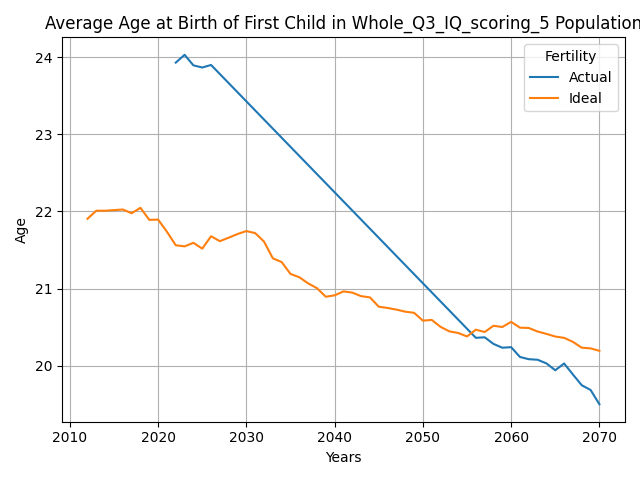 Average Age at Birth of First Child in Whole_Q3_IQ_scoring_5 Population
Fertility
Actual
Ideal
Age
24
23
22
21
20
2010 2020 2030 2040 2050 2060 2070
Years